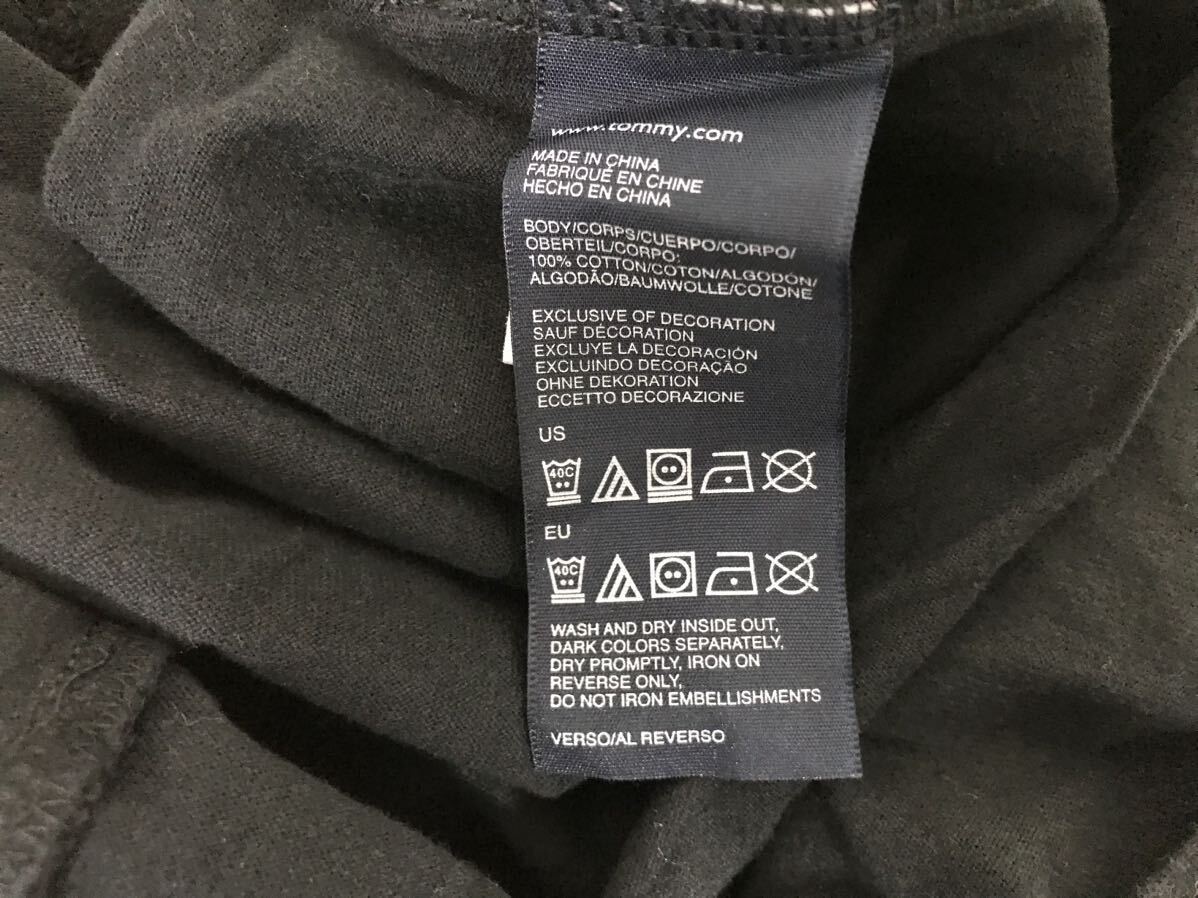 www.tommy.com
MADE IN CHINA
FABRIQUÉ EN CHINE
HECHO EN CHINA
BODY/CORPS/CUERPO/CORPO/
OBERTEIL/CORPO:
100% COTTON/COTON/ALGODÓN/
ALGODÃO/BAUMWOLLE/COTONE
EXCLUSIVE OF DECORATION
SAUF DÉCORATION
EXCLUYE LA DECORACIÓN
EXCLUINDO DECORAÇÃO
OHNE DEKORATION
ECCETTO DECORAZIONE
US
40C
EU
40C
WASH AND DRY INSIDE OUT,
DARK COLORS SEPARATELY,
DRY PROMPTLY, IRON ON
REVERSE ONLY,
DO NOT IRON EMBELLISHMENTS
VERSO/AL REVERSO